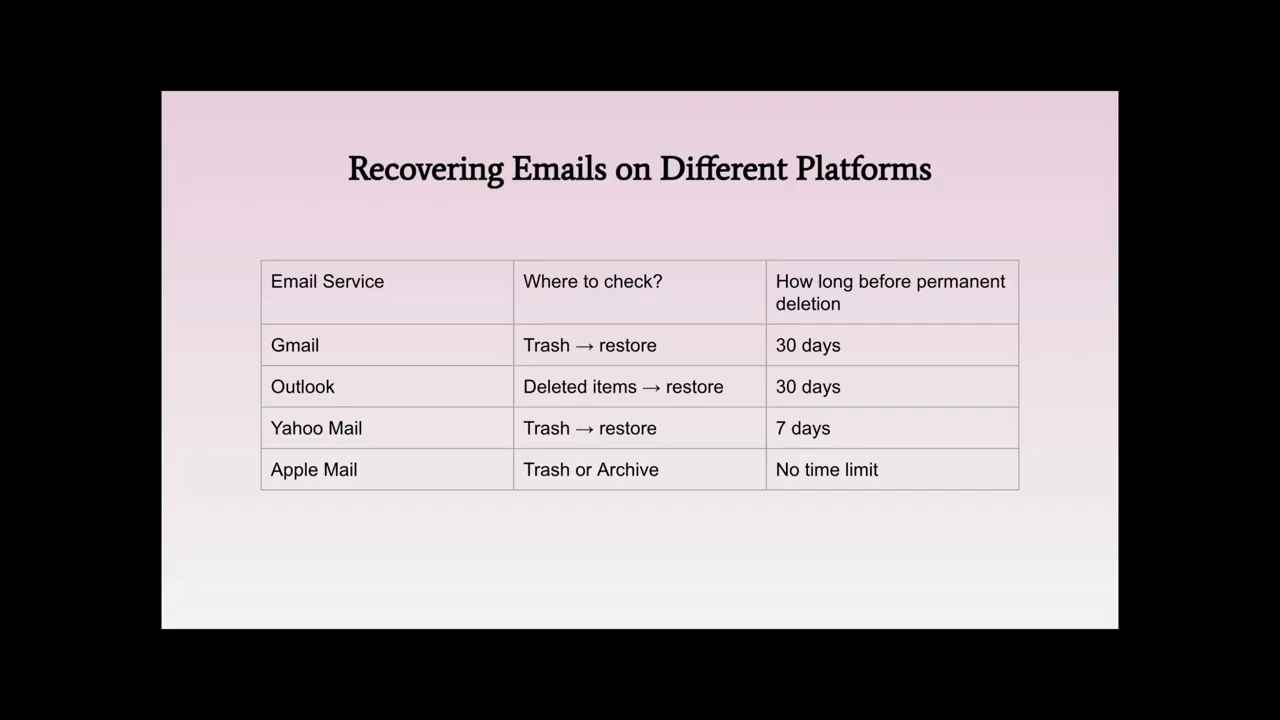 Recovering Emails on Different Platforms
Email Service
Where to check?
How long before permanent
deletion
Gmail
Trash → restore
30 days
Outlook
Deleted items → restore
30 days
Yahoo Mail
Trash → restore
7 days
Apple Mail
Trash or Archive
No time limit